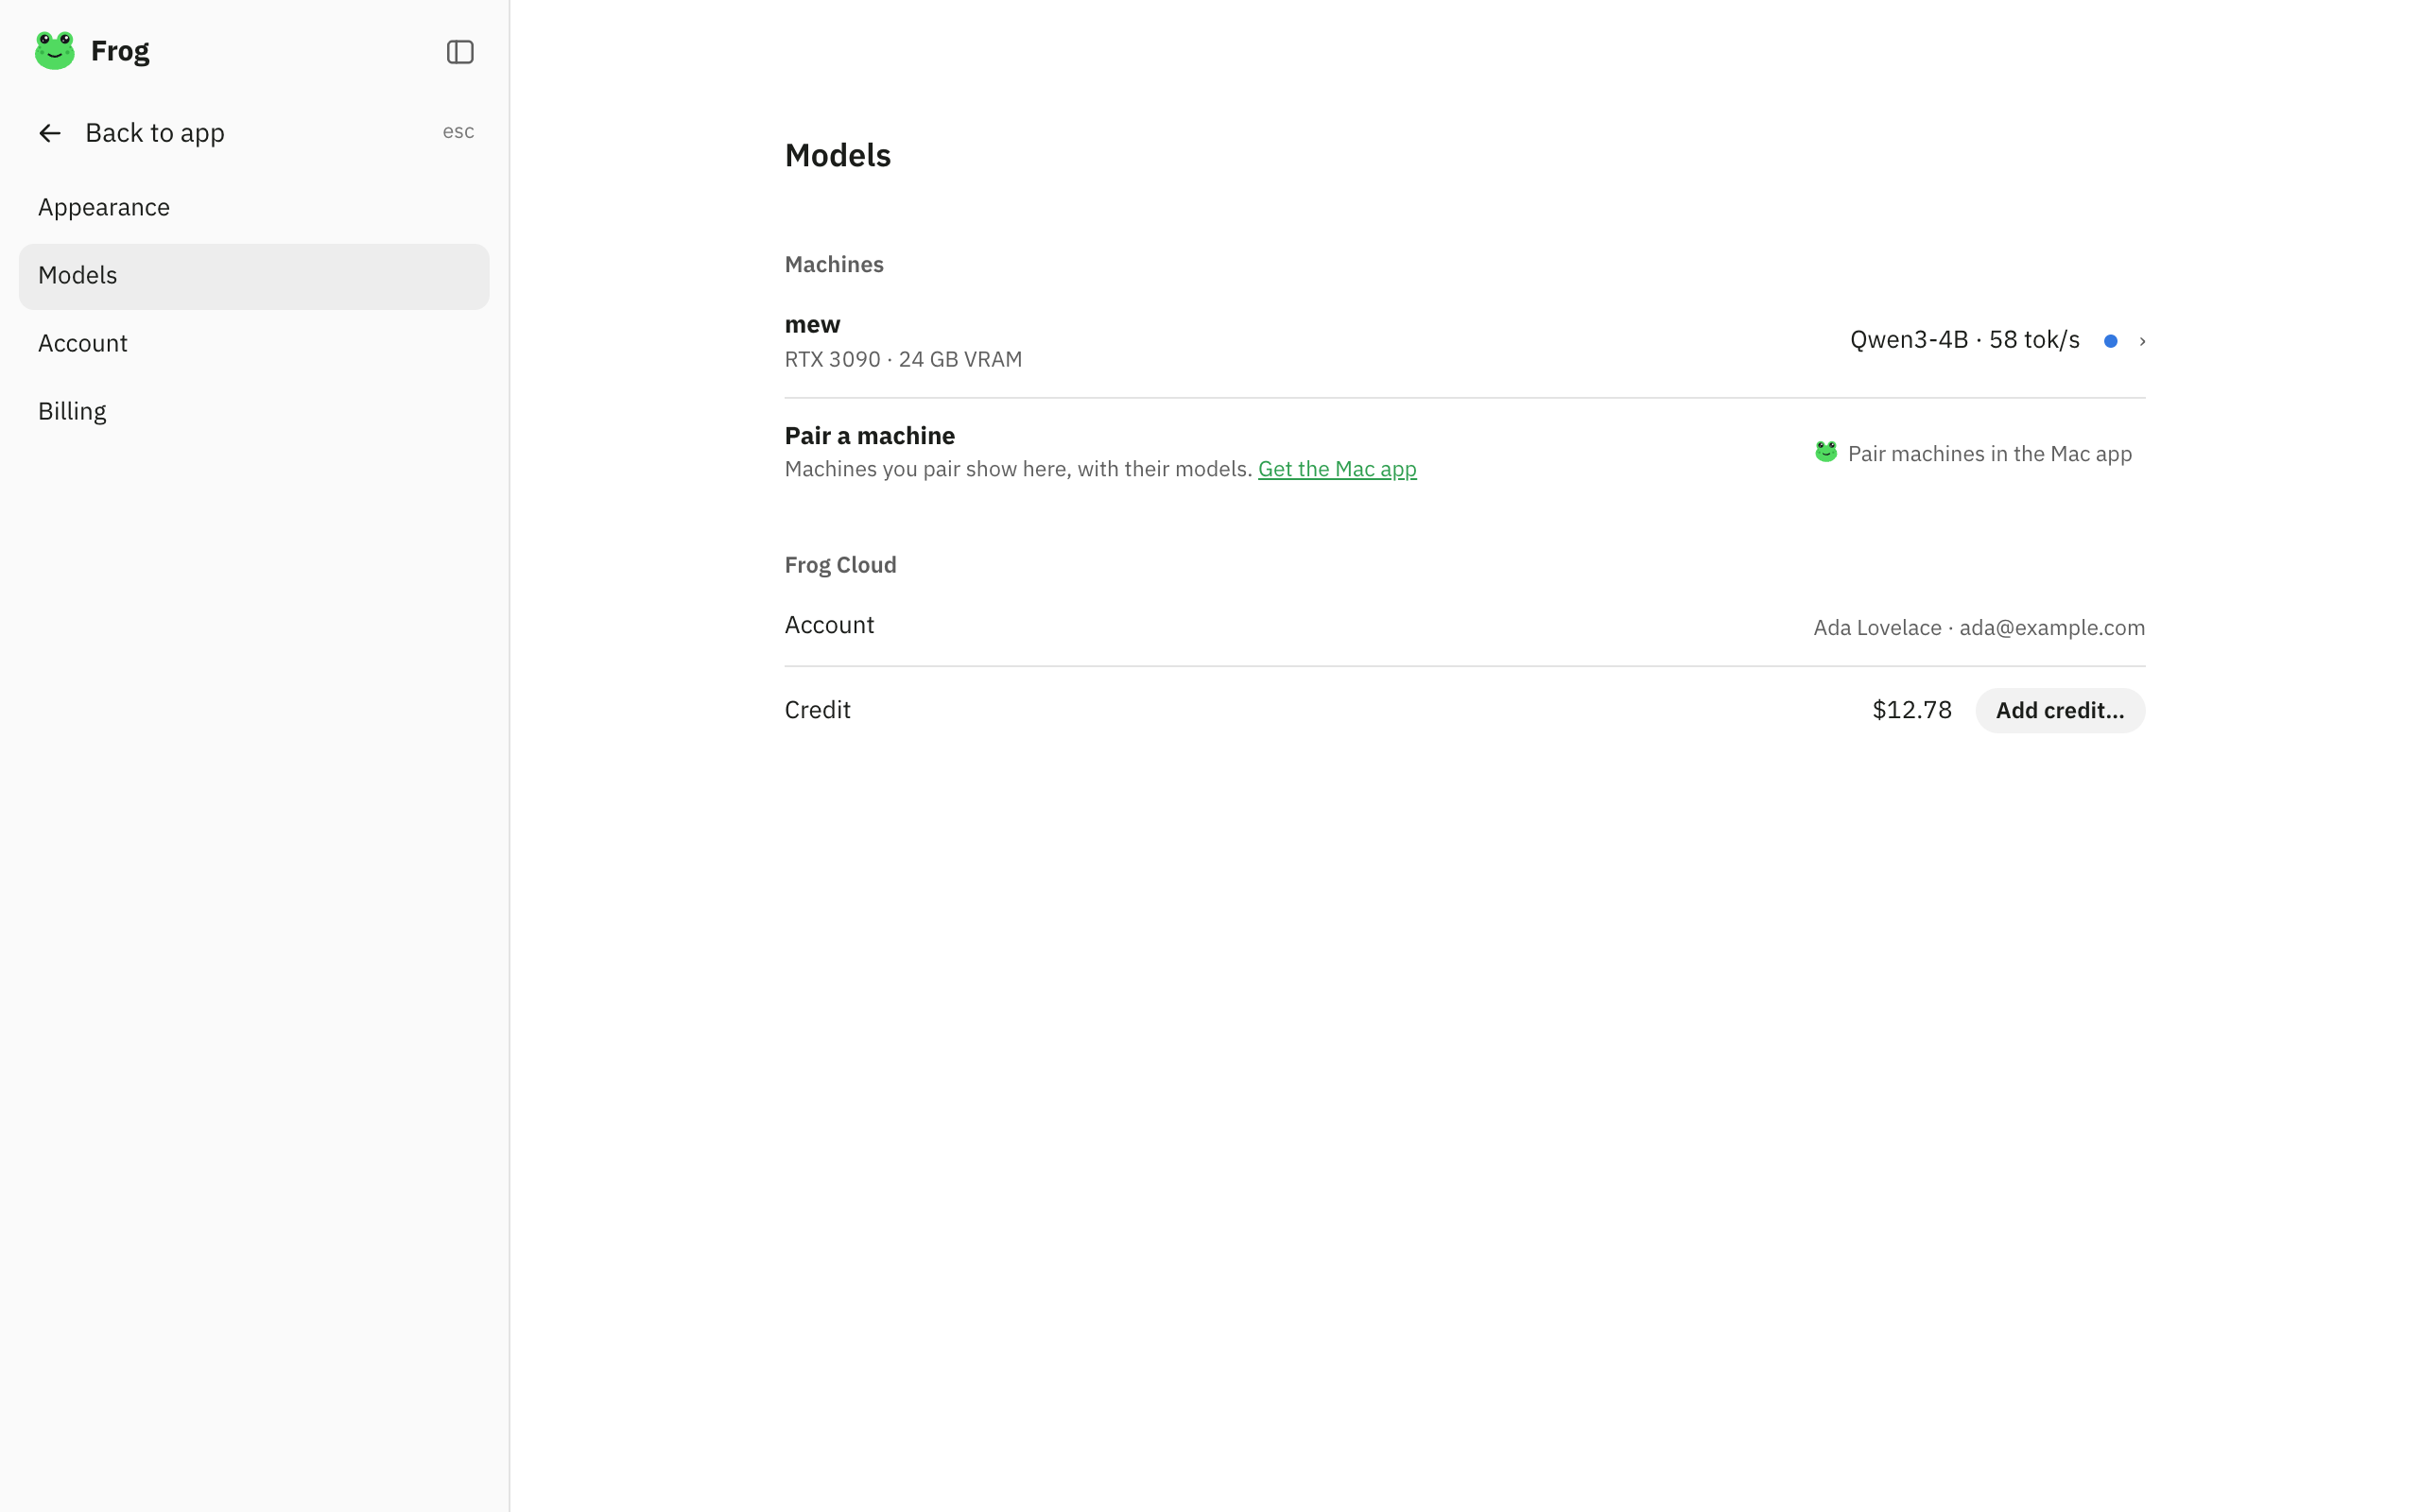 Frog
Back to app esc
Appearance
Models
Account
Billing
Models
Machines
mew
RTX 3090 · 24 GB VRAM
Qwen3-4B · 58 tok/s
Pair a machine
Machines you pair show here, with their models. Get the Mac app
Pair machines in the Mac app
Frog Cloud
Account
Ada Lovelace · ada@example.com
Credit
$12.78 Add credit...